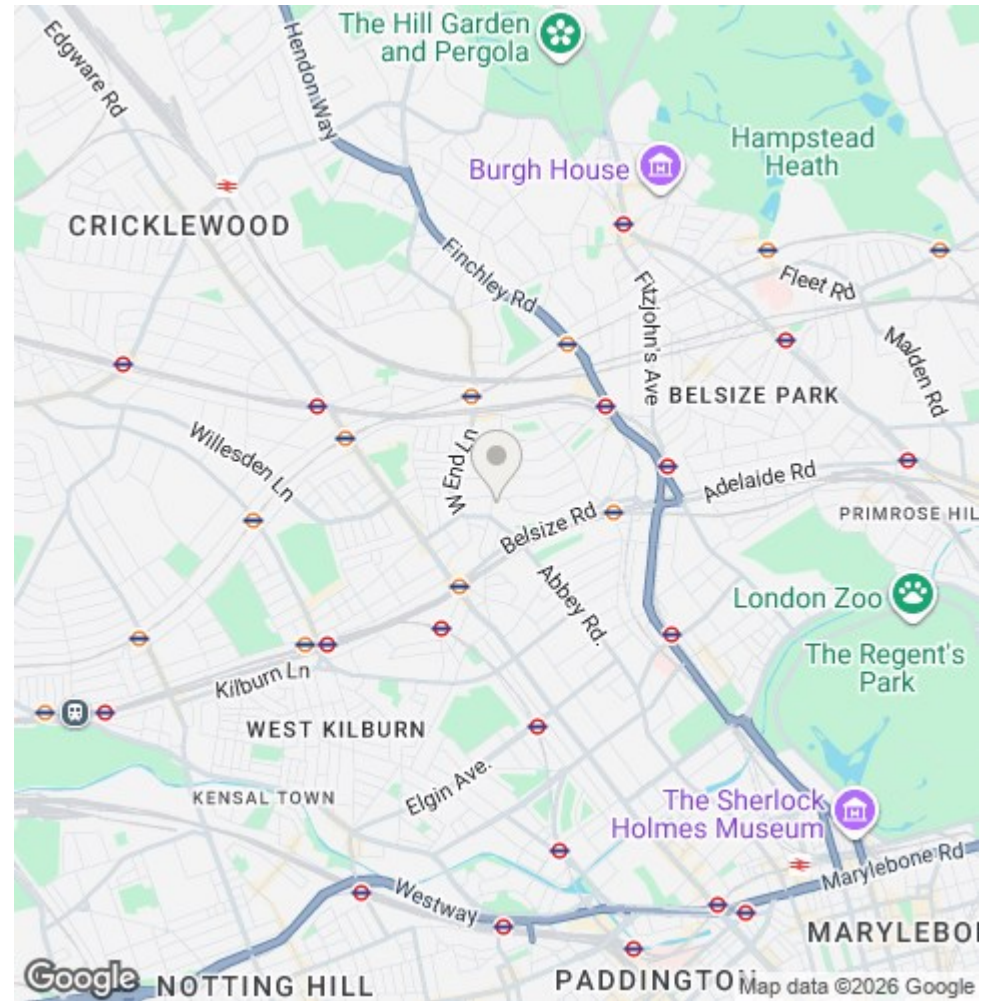 The Hill Garden
and Pergola
Edgware Rd
Hendon Way
Hampstead
Heath
Burgh House
CRICKLEWOOD
Finchley Rd
Fitzjohn's Ave
Fleet Rd
Malden Rd
BELSIZE PARK
Willesden Ln
W End Ln
Adelaide Rd
Belsize Rd
PRIMROSE HIL
Abbey Rd.
London Zoo
The Regent's
Park
Kilburn Ln
WEST KILBURN
Elgin Ave.
KENSAL TOWN
The Sherlock
Holmes Museum
Marylebone Rd
Westway
MARYLEBO
Google
NOTTING HILL
PADDINGTON
Map data ©2026 Google